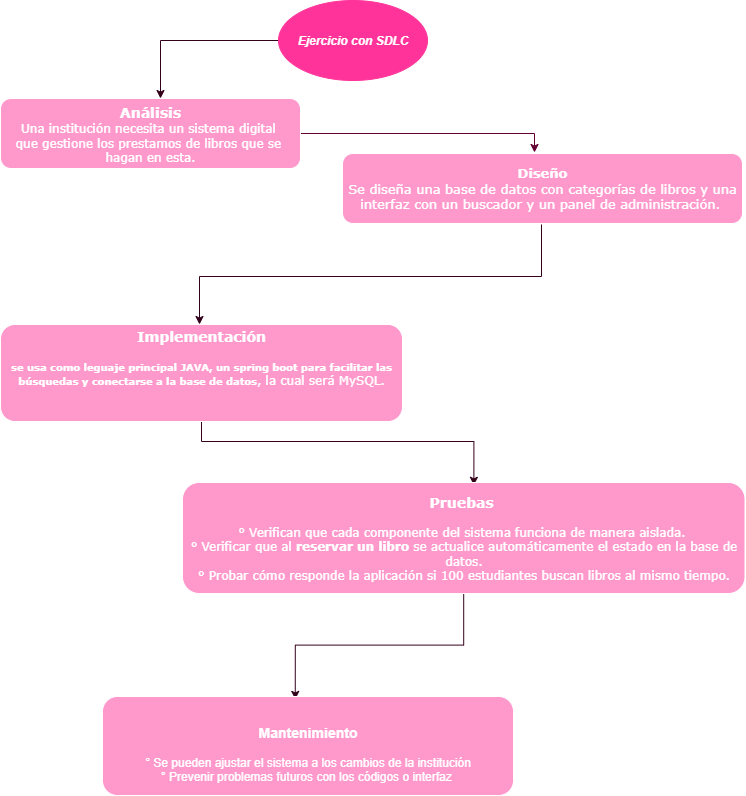 Ejercicio con SDLC
Análisis
Una institución necesita un sistema digital
que gestione los prestamos de libros que se
hagan en esta.
Diseño
Se diseña una base de datos con categorías de libros y una
interfaz con un buscador y un panel de administración.
Implementación
se usa como leguaje principal JAVA, un spring boot para facilitar las
búsquedas y conectarse a la base de datos, la cual será MySQL.
Pruebas
° Verifican que cada componente del sistema funciona de manera aislada.
° Verificar que al reservar un libro se actualice automáticamente el estado en la base de
datos.
° Probar cómo responde la aplicación si 100 estudiantes buscan libros al mismo tiempo.
Mantenimiento
° Se pueden ajustar el sistema a los cambios de la institución
° Prevenir problemas futuros con los códigos o interfaz